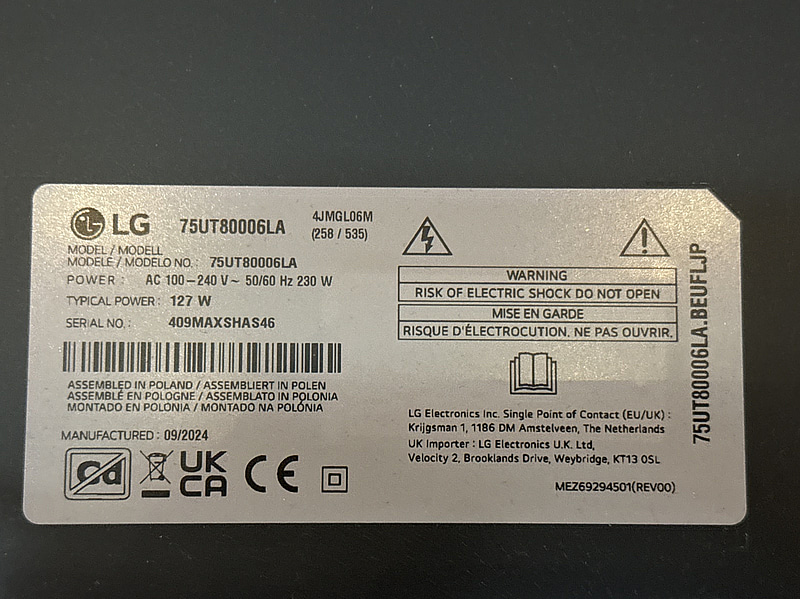 LG 75UT80006LA 4JMGL06M
(258 / 535)
MODEL / MODELL
MODÈLE / MODELO NO.: 75UT80006LA
POWER : AC 100-240 V~ 50/60 Hz 230 W
TYPICAL POWER : 127 W
SERIAL NO.: 409MAXSHAS46
ASSEMBLED IN POLAND / ASSEMBLIERT IN POLEN
ASSEMBLÉ EN POLOGNE / ASSEMBLATO IN POLONIA
MONTADO EN POLONIA / MONTADO NA POLÓNIA
MANUFACTURED : 09/2024
Cd
UK
CA
CE
WARNING
RISK OF ELECTRIC SHOCK DO NOT OPEN
MISE EN GARDE
RISQUE D'ÉLECTROCUTION. NE PAS OUVRIR.
LG Electronics Inc. Single Point of Contact (EU/UK) :
Krijgsman 1, 1186 DM Amstelveen, The Netherlands
UK Importer : LG Electronics U.K. Ltd,
Velocity 2, Brooklands Drive, Weybridge, KT13 0SL
MEZ69294501(REV00)
75UT80006LA.BEUFLJP